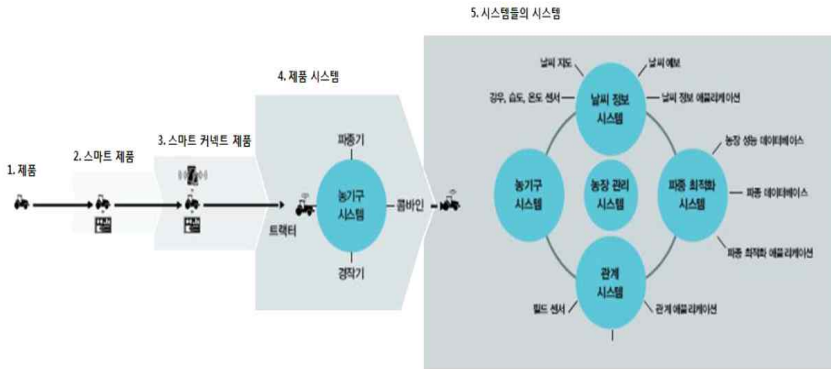 5. 시스템들의 시스템
4. 제품 시스템
3. 스마트 커넥트 제품
2. 스마트 제품
1. 제품
파종기
농기구
시스템
콤바인
트랙터
경작기
날씨 지도
날씨 예보
강우, 습도, 온도 센서
날씨 정보
시스템
날씨 정보 애플리케이션
농기구
시스템
농장 관리
시스템
파종 최적화
시스템
농장 성능 데이터베이스
파종 데이터베이스
파종 최적화 애플리케이션
관계
시스템
필드 센서
관계 애플리케이션